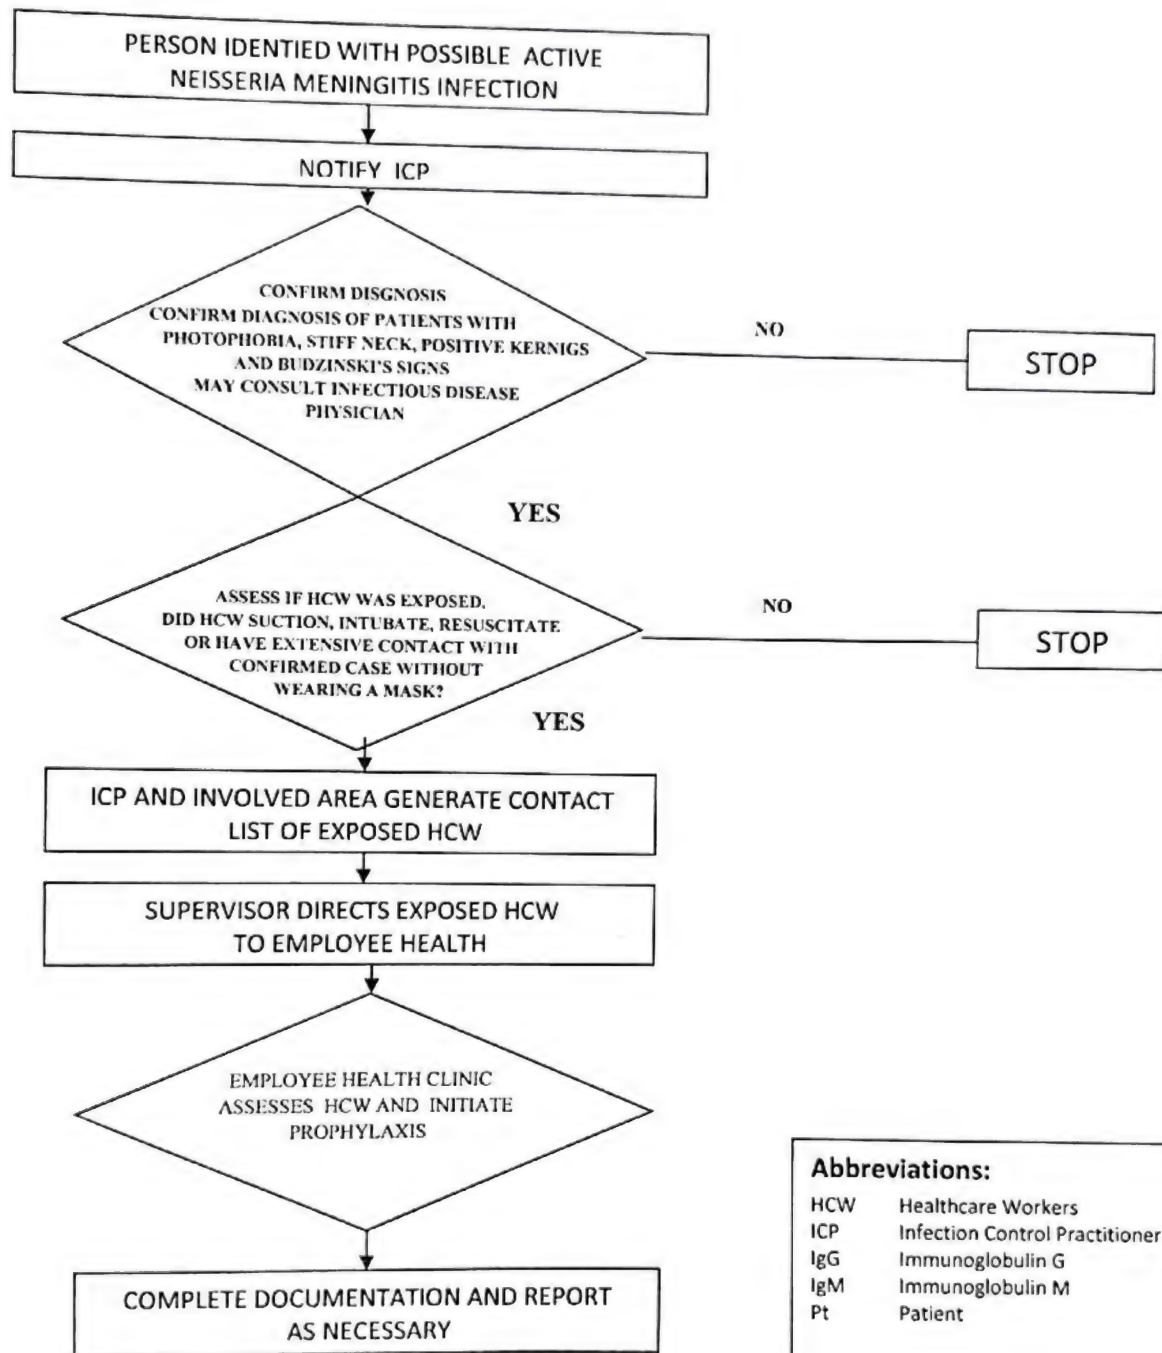 PERSON IDENTIED WITH POSSIBLE ACTIVE
NEISSERIA MENINGITIS INFECTION
NOTIFY ICP
CONFIRM DISGNOSIS
CONFIRM DIAGNOSIS OF PATIENTS WITH
PHOTOPHOBIA, STIFF NECK, POSITIVE KERNIGS
AND BUDZINSKI'S SIGNS
MAY CONSULT INFECTIOUS DISEASE
PHYSICIAN
NO
STOP
YES
ASSESS IF HCW WAS EXPOSED.
DID HCW SUCTION, INTUBATE, RESUSCITATE
OR HAVE EXTENSIVE CONTACT WITH
CONFIRMED CASE WITHOUT
WEARING A MASK?
NO
STOP
YES
ICP AND INVOLVED AREA GENERATE CONTACT
LIST OF EXPOSED HCW
SUPERVISOR DIRECTS EXPOSED HCW
TO EMPLOYEE HEALTH
EMPLOYEE HEALTH CLINIC
ASSESSES HCW AND INITIATE
PROPHYLAXIS
COMPLETE DOCUMENTATION AND REPORT
AS NECESSARY
Abbreviations:
HCW Healthcare Workers
ICP Infection Control Practitioner
IgG Immunoglobulin G
IgM Immunoglobulin M
Pt Patient